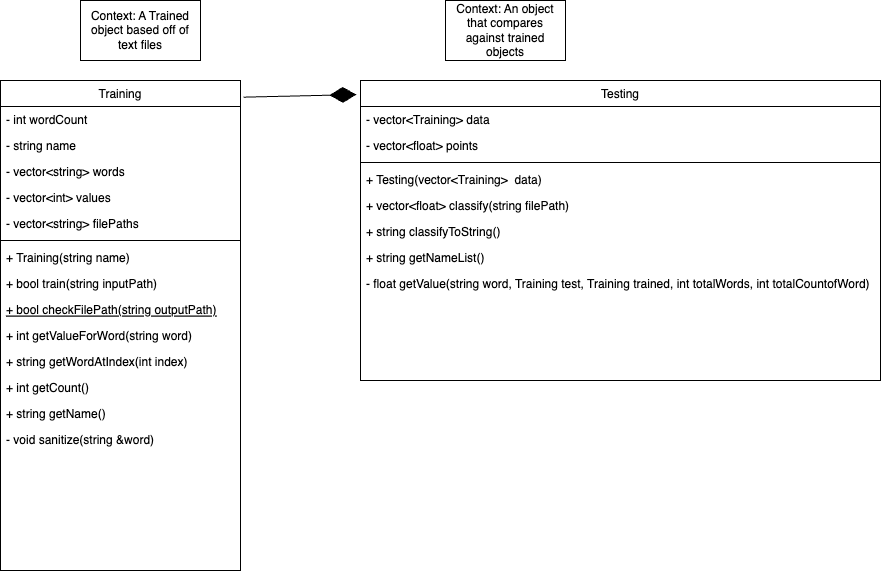 Context: A Trained
object based off of
text files
Context: An object
that compares
against trained
objects
Training
- int wordCount
- string name
- vector<string> words
- vector<int> values
- vector<string> filePaths
+ Training(string name)
+ bool train(string inputPath)
+ bool checkFilePath(string outputPath)
+ int getValueForWord(string word)
+ string getWordAtIndex(int index)
+ int getCount()
+ string getName()
- void sanitize(string &word)
Testing
- vector<Training> data
- vector<float> points
+ Testing(vector<Training>  data)
+ vector<float> classify(string filePath)
+ string classifyToString()
+ string getNameList()
- float getValue(string word, Training test, Training trained, int totalWords, int totalCountofWord)